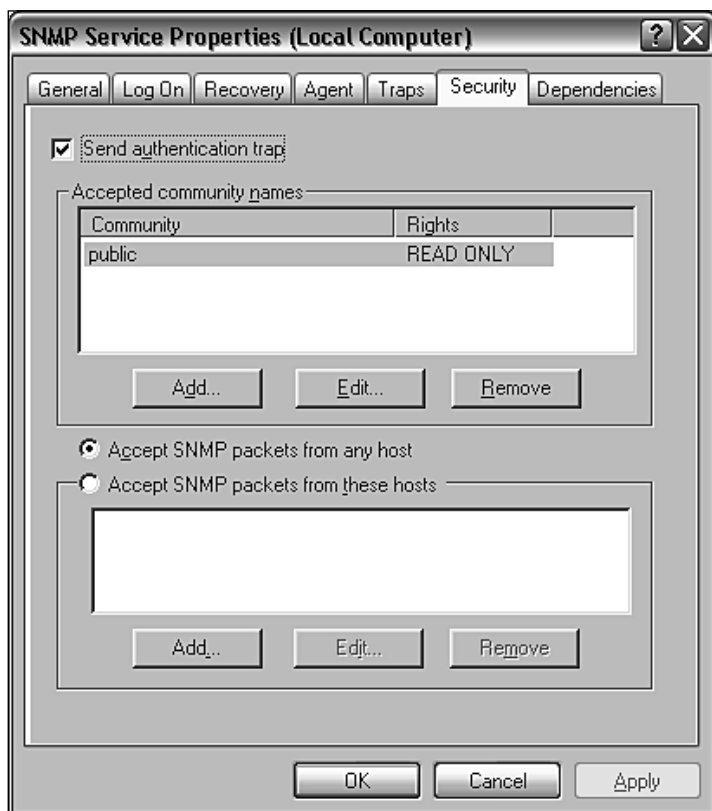 SNMP Service Properties (Local Computer)
General Log On Recovery Agent Traps Security Dependencies
Send authentication trap
Accepted community names
Community Rights
public READ ONLY
Add... Edit... Remove
Accept SNMP packets from any host
Accept SNMP packets from these hosts
Add... Edit... Remove
OK Cancel Apply